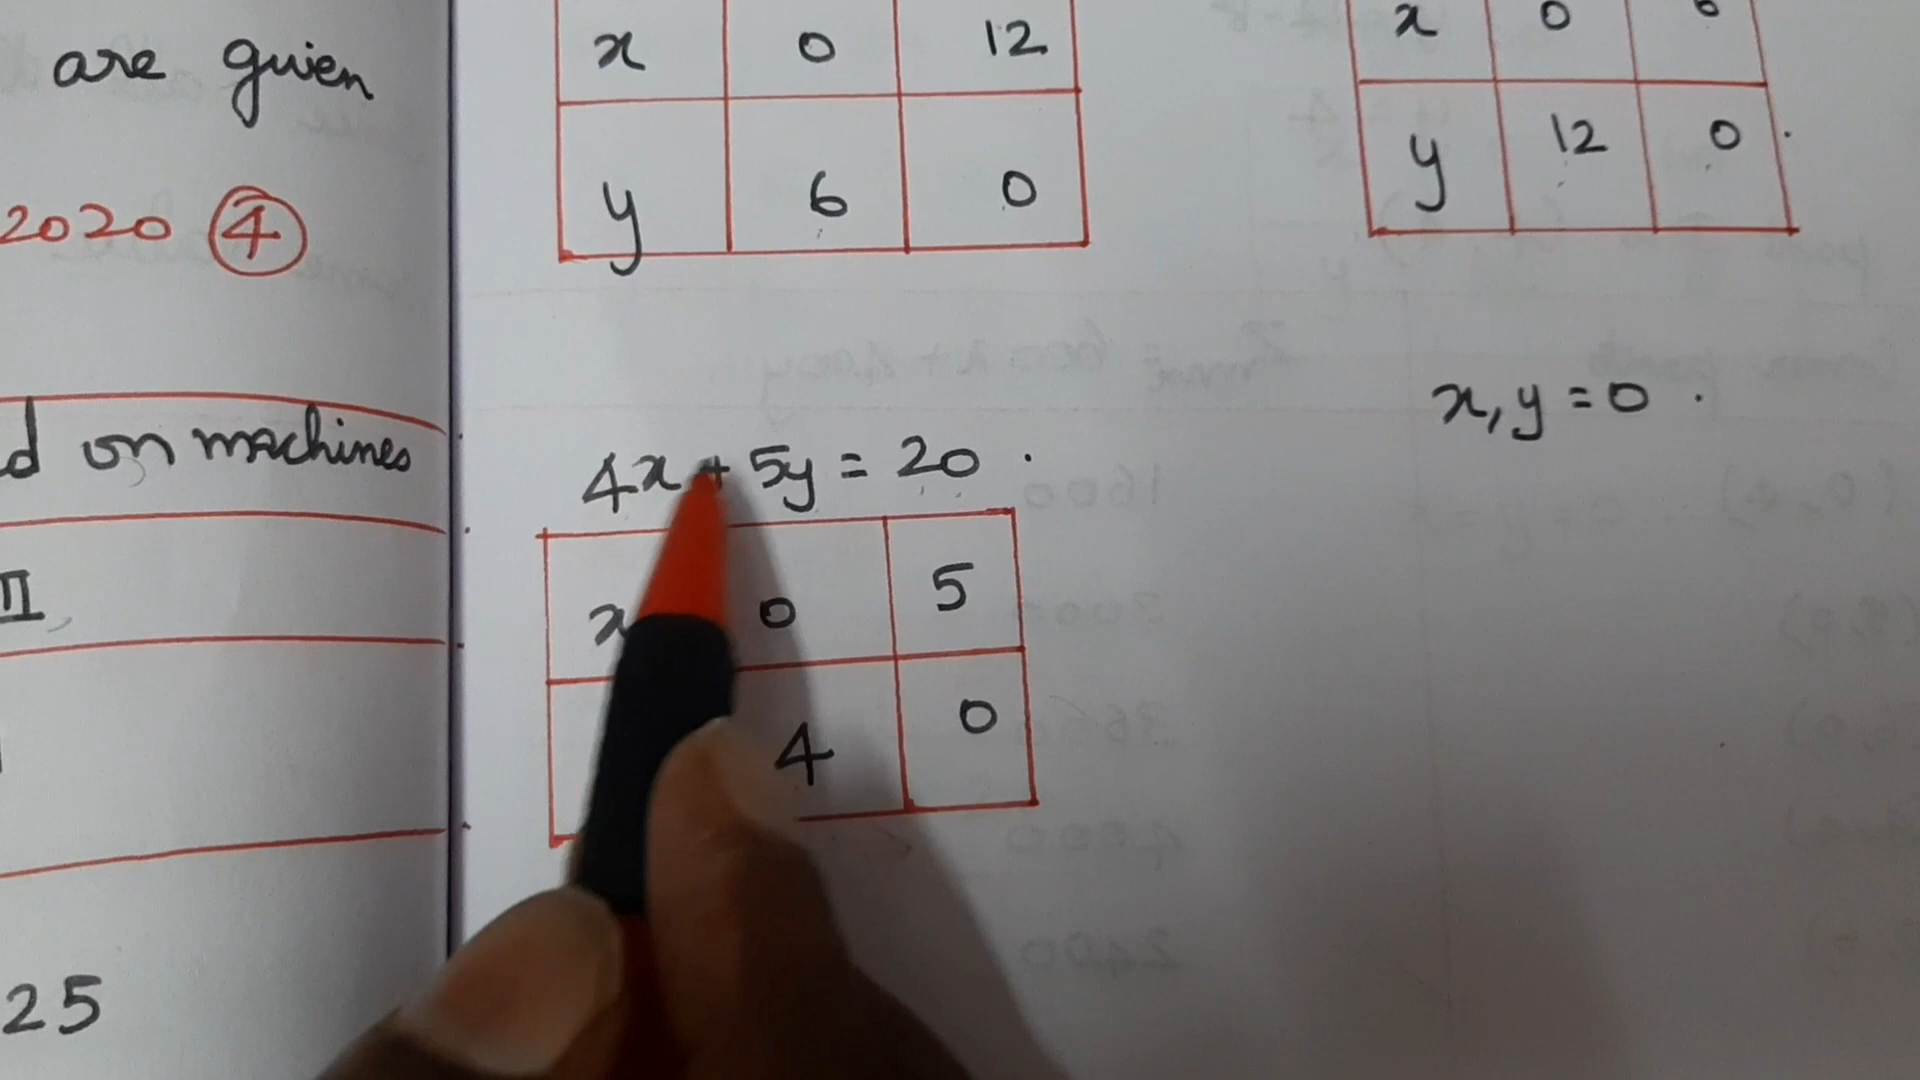 are given
2020 ④
d on machines
II
25
x 0 12
y 6 0
x 0 6
y 12 0
x, y = 0 .
4x + 5y = 20 .
x 0 5
4 0